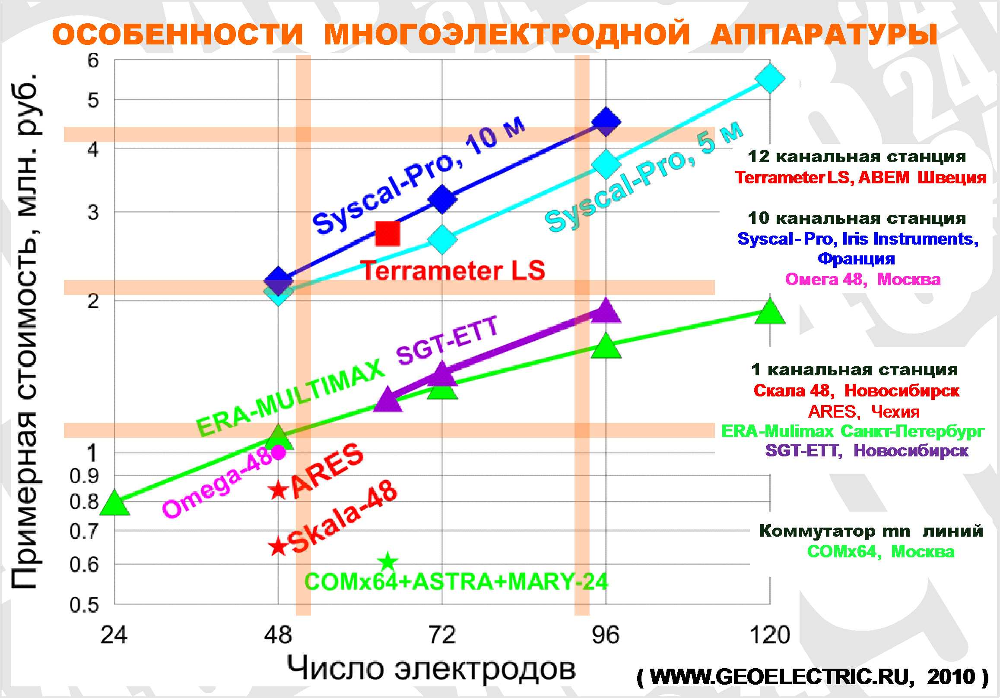 ОСОБЕННОСТИ МНОГОЭЛЕКТРОДНОЙ АППАРАТУРЫ
Примерная стоимость, млн. руб.
6
5
4
3
2
1
0.9
0.8
0.7
0.6
0.5
24 48 72 96 120
Число электродов
Syscal-Pro, 10 м
Syscal-Pro, 5 м
Terrameter LS
SGT-ETT
ERA-MULTIMAX
Omega-48
ARES
Skala-48
COMx64+ASTRA+MARY-24
12 канальная станция
Terrameter LS, ABEM Швеция
10 канальная станция
Syscal - Pro, Iris Instruments,
Франция
Омега 48, Москва
1 канальная станция
Скала 48, Новосибирск
ARES, Чехия
ERA-Mulimax Санкт-Петербург
SGT-ETT, Новосибирск
Коммутатор mn линий
COMx64, Москва
( WWW.GEOELECTRIC.RU, 2010 )
24
24
24